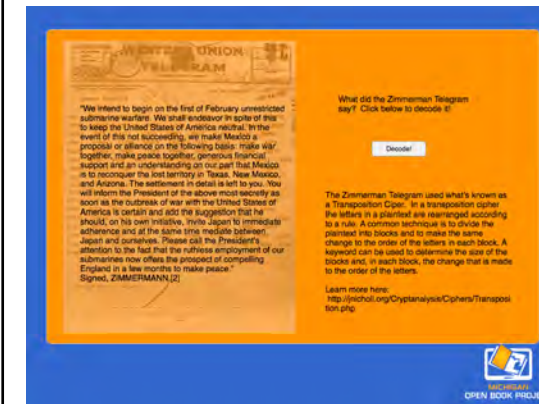 WESTERN UNION
TELEGRAM
"We intend to begin on the first of February unrestricted
submarine warfare. We shall endeavor in spite of this
to keep the United States of America neutral. In the
event of this not succeeding, we make Mexico a
proposal or alliance on the following basis: make war
together, make peace together, generous financial
support and an understanding on our part that Mexico
is to reconquer the lost territory in Texas, New Mexico,
and Arizona. The settlement in detail is left to you. You
will inform the President of the above most secretly as
soon as the outbreak of war with the United States of
America is certain and add the suggestion that he
should, on his own initiative, invite Japan to immediate
adherence and at the same time mediate between
Japan and ourselves. Please call the President's
attention to the fact that the ruthless employment of our
submarines now offers the prospect of compelling
England in a few months to make peace."
Signed, ZIMMERMANN.[2]
What did the Zimmerman Telegram
say? Click below to decode it!
Decode!
The Zimmerman Telegram used what's known as
a Transposition Ciper. In a transposition cipher
the letters in a plaintext are rearranged according
to a rule. A common technique is to divide the
plaintext into blocks and to make the same
change to the order of the letters in each block. A
keyword can be used to determine the size of the
blocks and, in each block, the change that is made
to the order of the letters.
Learn more here:
http://jnicholl.org/Cryptanalysis/Ciphers/Transposi
tion.php
MICHIGAN
OPEN BOOK PROJE